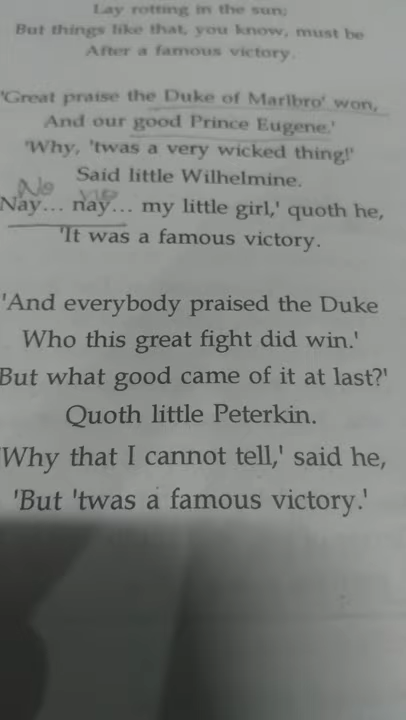 Lay rotting in the sun;
But things like that, you know, must be
After a famous victory.
'Great praise the Duke of Marlbro' won,
And our good Prince Eugene.'
'Why, 'twas a very wicked thing!'
Said little Wilhelmine.
No
Nay... nay... my little girl,' quoth he,
'It was a famous victory.
'And everybody praised the Duke
Who this great fight did win.'
But what good came of it at last?'
Quoth little Peterkin.
'Why that I cannot tell,' said he,
'But 'twas a famous victory.'